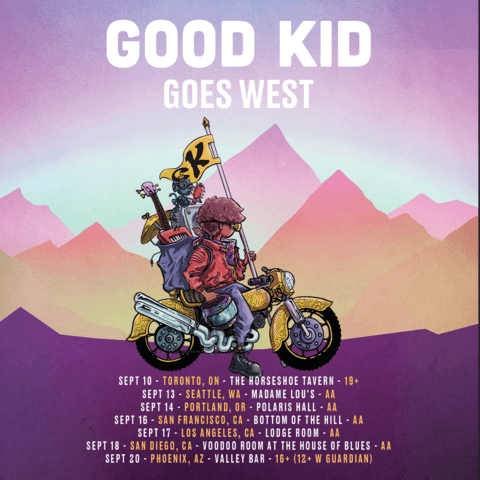 GOOD KID
GOES WEST
GK
SEPT 10 - TORONTO, ON - THE HORSESHOE TAVERN - 19+
SEPT 13 - SEATTLE, WA - MADAME LOU'S - AA
SEPT 14 - PORTLAND, OR - POLARIS HALL - AA
SEPT 16 - SAN FRANCISCO, CA - BOTTOM OF THE HILL - AA
SEPT 17 - LOS ANGELES, CA - LODGE ROOM - AA
SEPT 18 - SAN DIEGO, CA - VOODOO ROOM AT THE HOUSE OF BLUES - AA
SEPT 20 - PHOENIX, AZ - VALLEY BAR - 16+ (12+ W GUARDIAN)